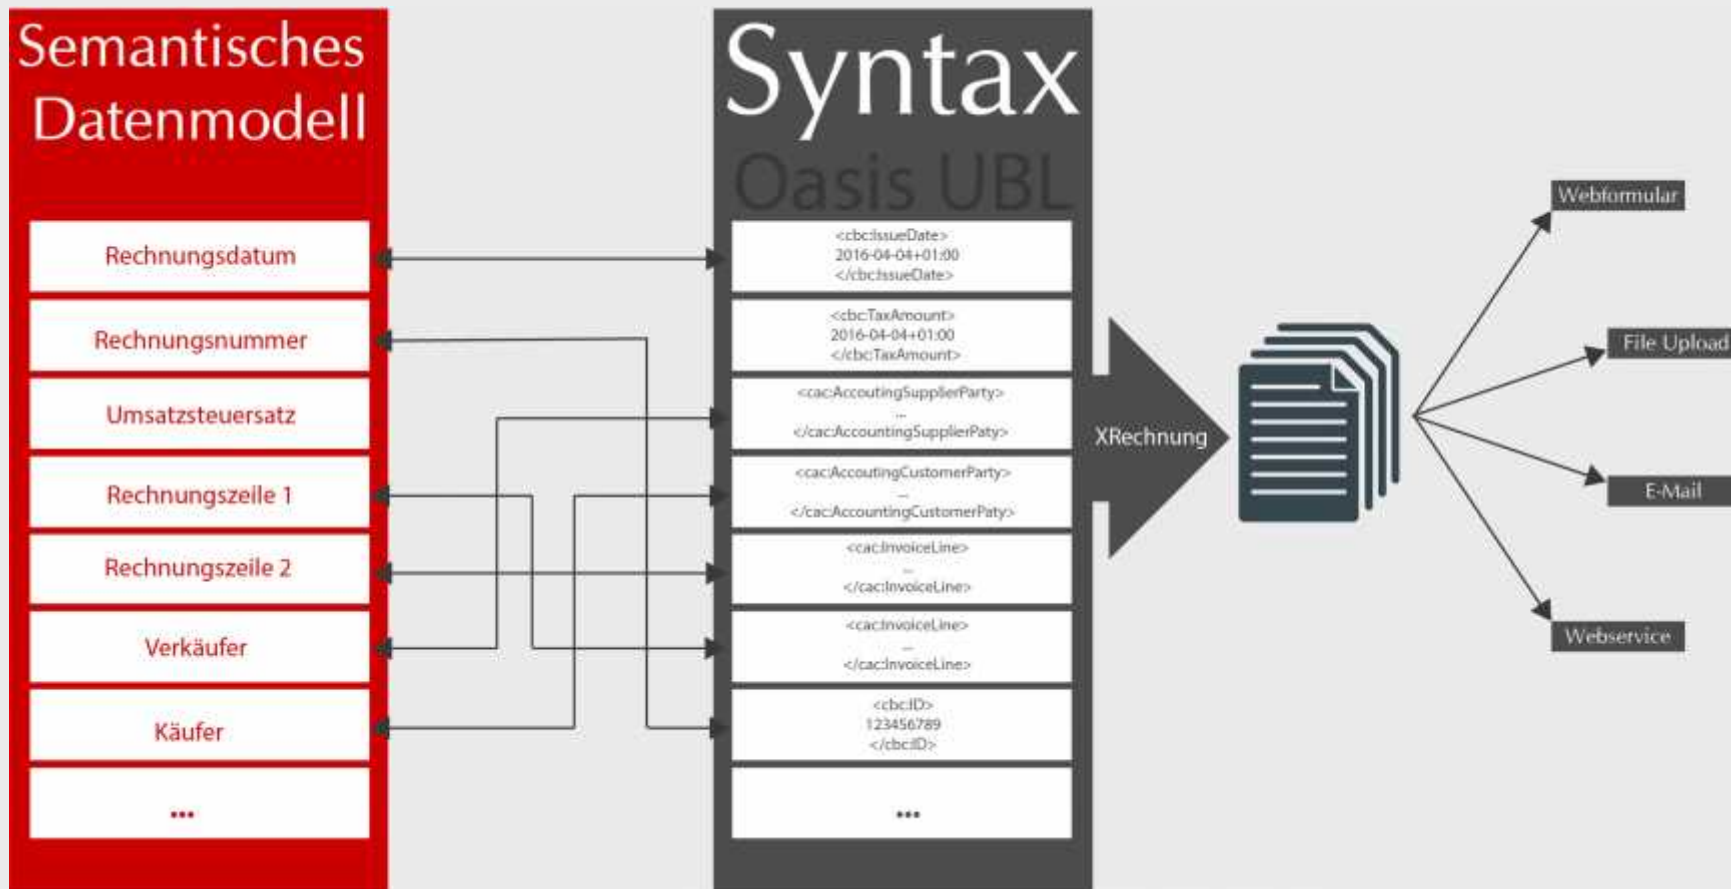 Semantisches
Datenmodell
Rechnungsdatum
Rechnungsnummer
Umsatzsteuersatz
Rechnungszeile 1
Rechnungszeile 2
Verkäufer
Käufer
...
Syntax
Oasis UBL
<cbc:IssueDate>
2016-04-04+01:00
</cbc:IssueDate>
<cbc:TaxAmount>
2016-04-04+01:00
</cbc:TaxAmount>
<cac:AccoutingSupplierParty>
...
</cac:AccountingSupplierPaty>
<cac:AccoutingCustomerParty>
...
</cac:AccountingCustomerPaty>
<cac:InvoiceLine>
...
</cac:InvoiceLine>
<cac:InvoiceLine>
...
</cac:InvoiceLine>
<cbc:ID>
123456789
</cbc:ID>
...
XRechnung
Webformular
File Upload
E-Mail
Webservice